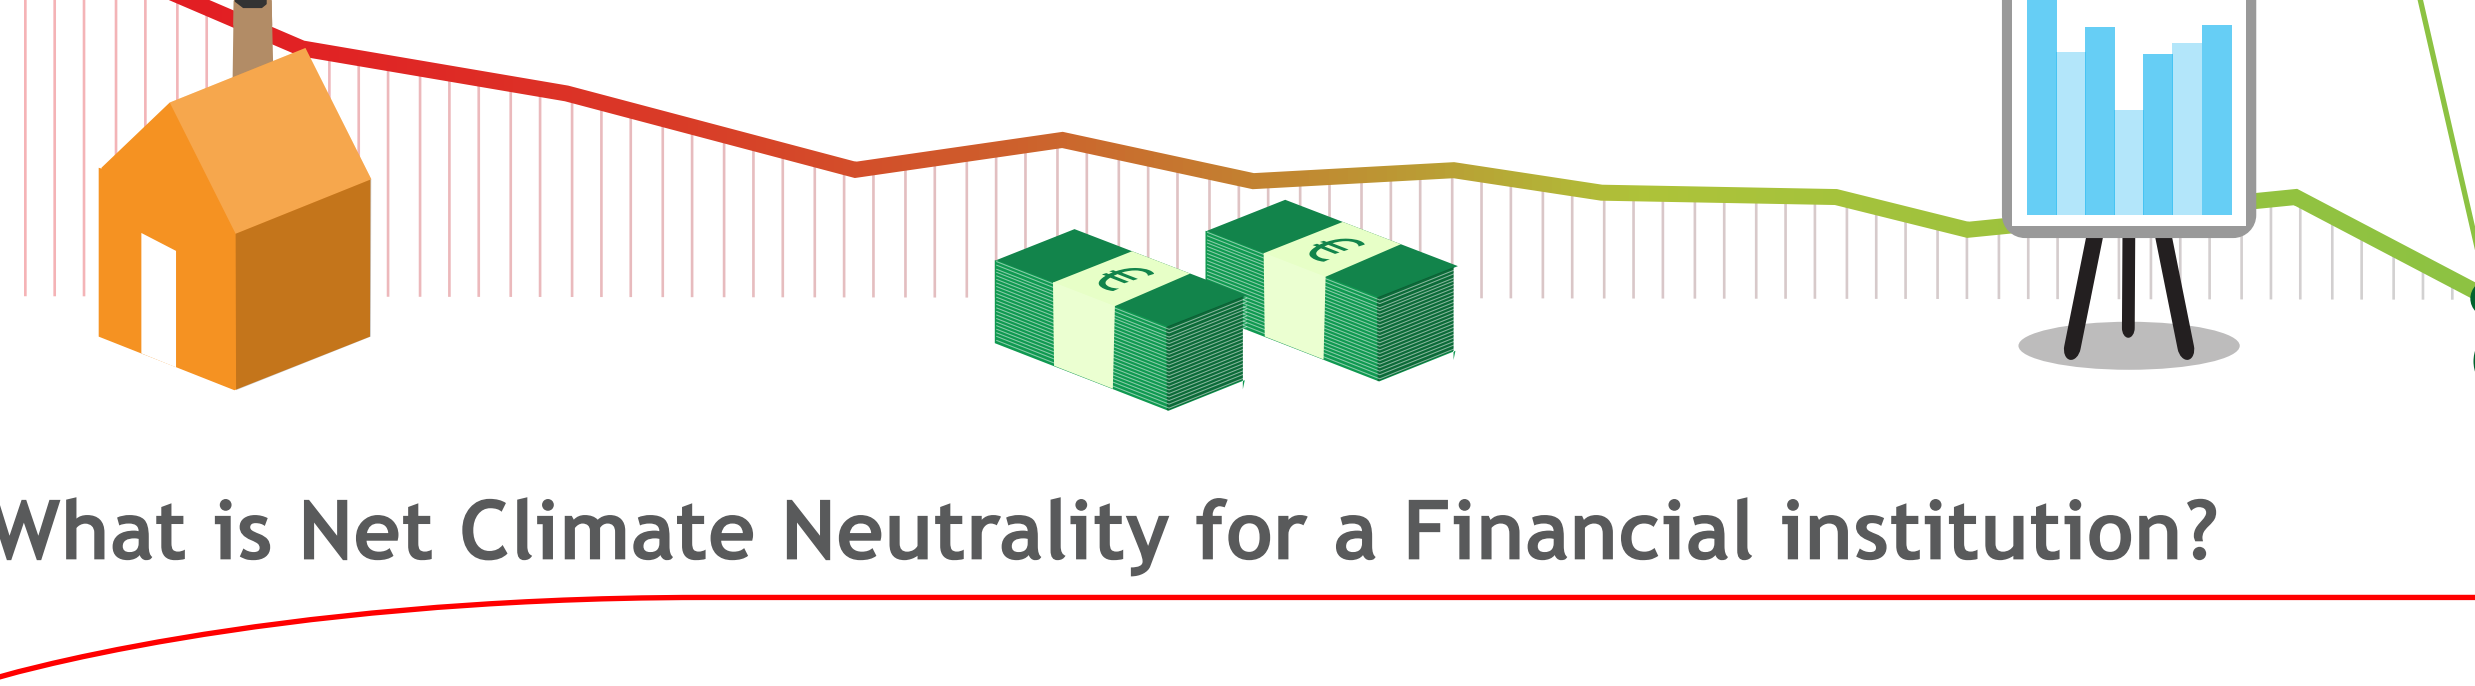 € €
What is Net Climate Neutrality for a Financial institution?